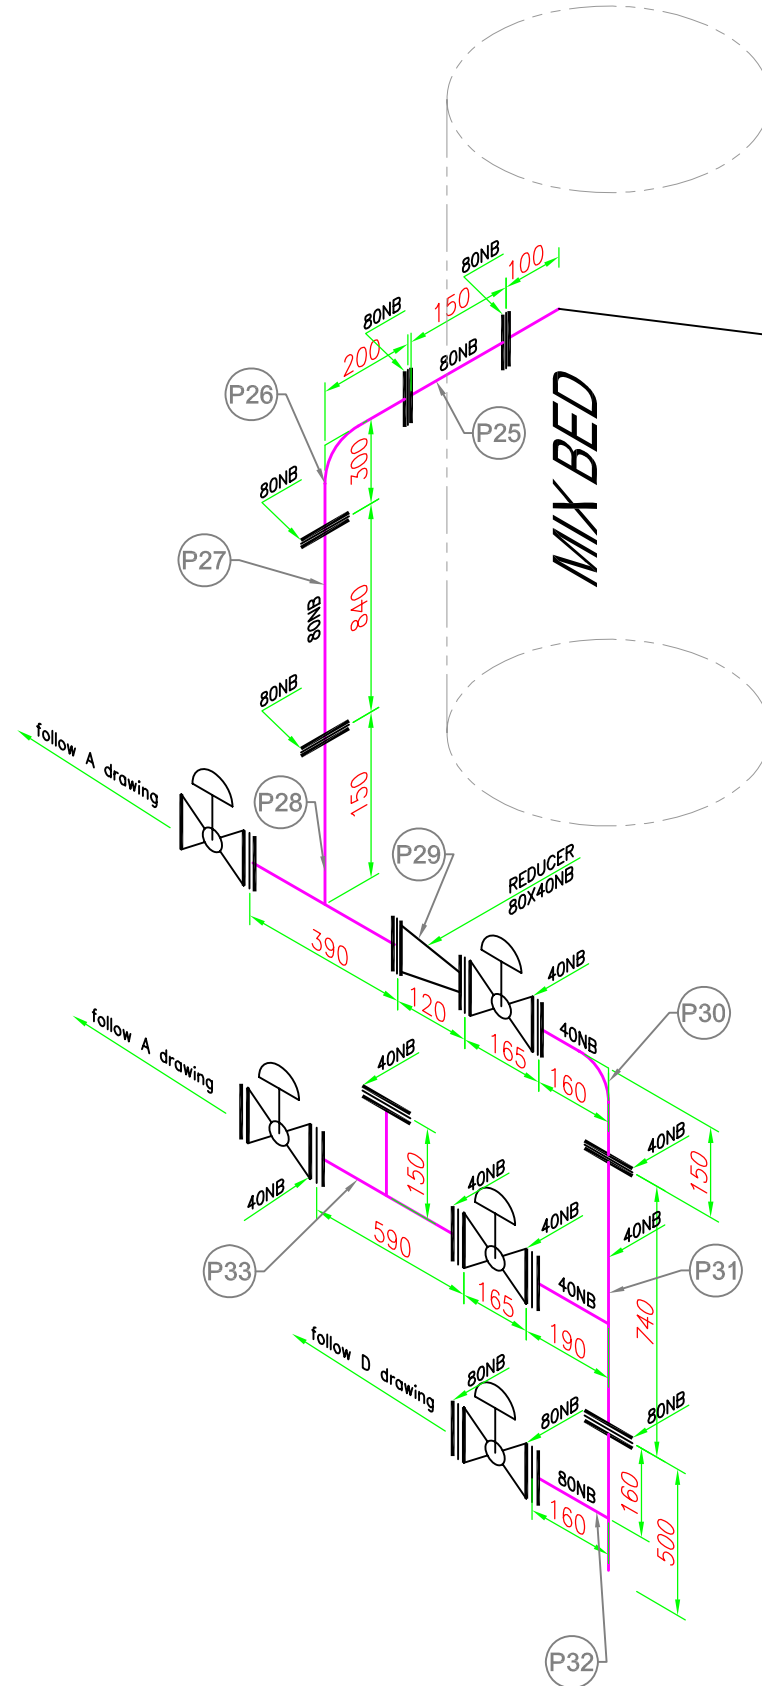 80NB
100
150
80NB
200
80NB
P26
P25
MIX BED
300
80NB
P27
80NB
840
80NB
follow A drawing
150
P28
P29
REDUCER
80X40NB
390
40NB
120
follow A drawing
165
40NB
P30
160
40NB
40NB
150
150
40NB
40NB
40NB
40NB
P33
590
P31
165
40NB
740
190
follow D drawing
80NB
80NB
80NB
80NB
160
160
500
P32